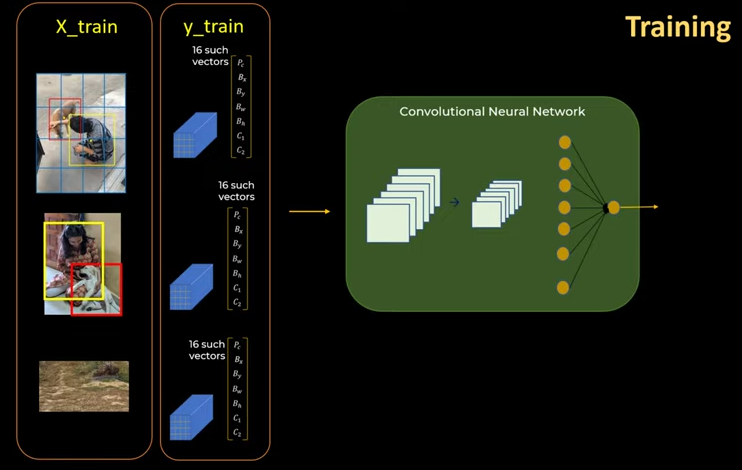 X_train
y_train
Training
16 such
vectors
P_c
B_x
B_y
B_w
B_h
C_1
C_2
16 such
vectors
P_c
B_x
B_y
B_w
B_h
C_1
C_2
16 such
vectors
P_c
B_x
B_y
B_w
B_h
C_1
C_2
Convolutional Neural Network